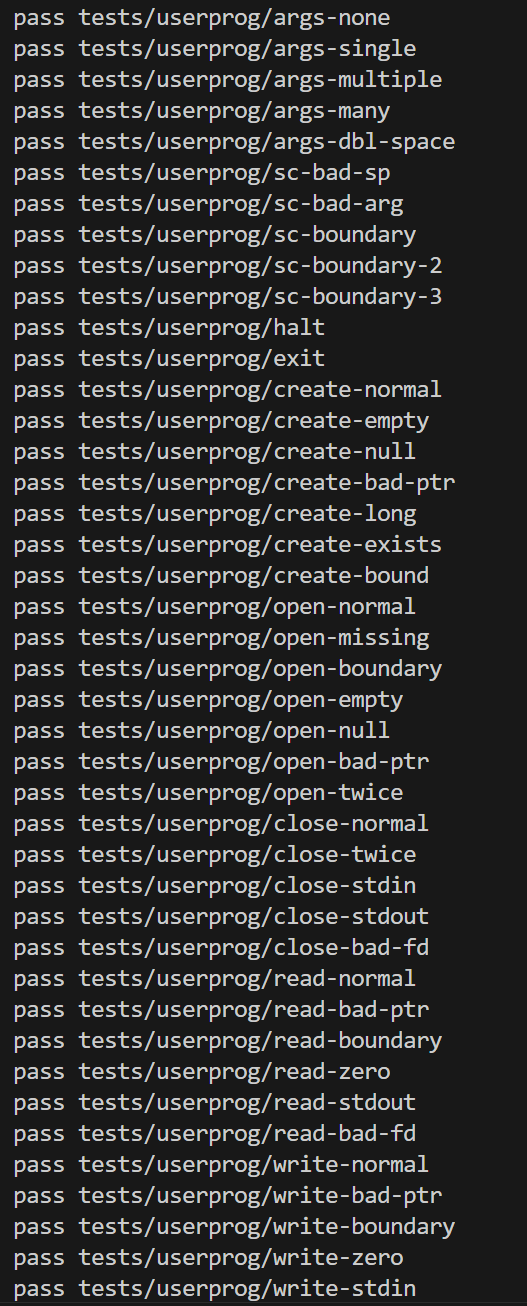 pass tests/userprog/args-none
pass tests/userprog/args-single
pass tests/userprog/args-multiple
pass tests/userprog/args-many
pass tests/userprog/args-dbl-space
pass tests/userprog/sc-bad-sp
pass tests/userprog/sc-bad-arg
pass tests/userprog/sc-boundary
pass tests/userprog/sc-boundary-2
pass tests/userprog/sc-boundary-3
pass tests/userprog/halt
pass tests/userprog/exit
pass tests/userprog/create-normal
pass tests/userprog/create-empty
pass tests/userprog/create-null
pass tests/userprog/create-bad-ptr
pass tests/userprog/create-long
pass tests/userprog/create-exists
pass tests/userprog/create-bound
pass tests/userprog/open-normal
pass tests/userprog/open-missing
pass tests/userprog/open-boundary
pass tests/userprog/open-empty
pass tests/userprog/open-null
pass tests/userprog/open-bad-ptr
pass tests/userprog/open-twice
pass tests/userprog/close-normal
pass tests/userprog/close-twice
pass tests/userprog/close-stdin
pass tests/userprog/close-stdout
pass tests/userprog/close-bad-fd
pass tests/userprog/read-normal
pass tests/userprog/read-bad-ptr
pass tests/userprog/read-boundary
pass tests/userprog/read-zero
pass tests/userprog/read-stdout
pass tests/userprog/read-bad-fd
pass tests/userprog/write-normal
pass tests/userprog/write-bad-ptr
pass tests/userprog/write-boundary
pass tests/userprog/write-zero
pass tests/userprog/write-stdin